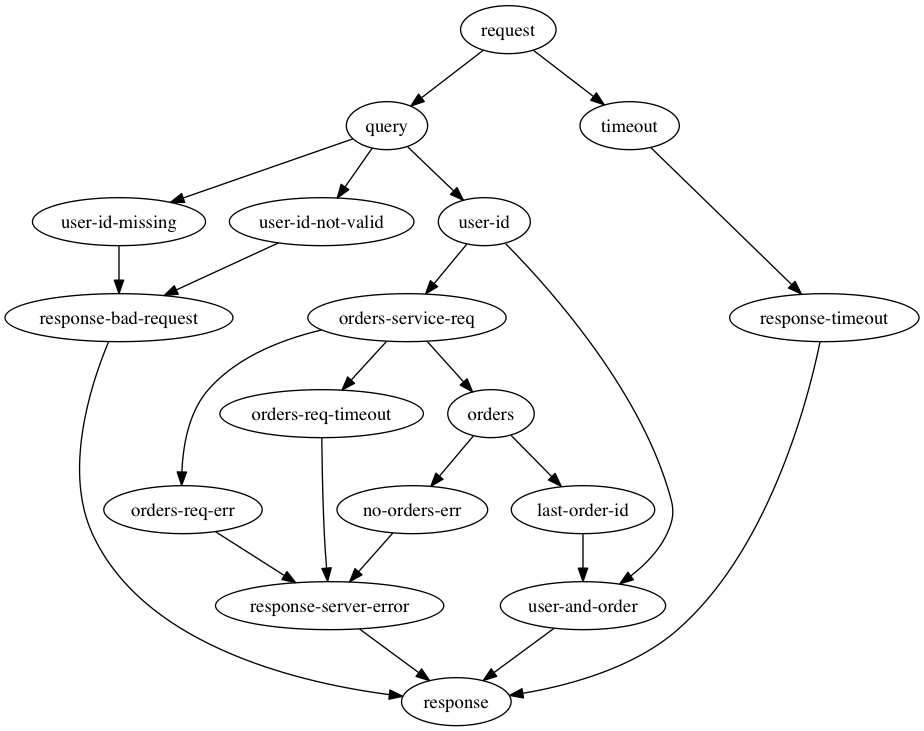 request
query
timeout
user-id-missing
user-id-not-valid
user-id
response-bad-request
orders-service-req
response-timeout
orders-req-timeout
orders
orders-req-err
no-orders-err
last-order-id
response-server-error
user-and-order
response